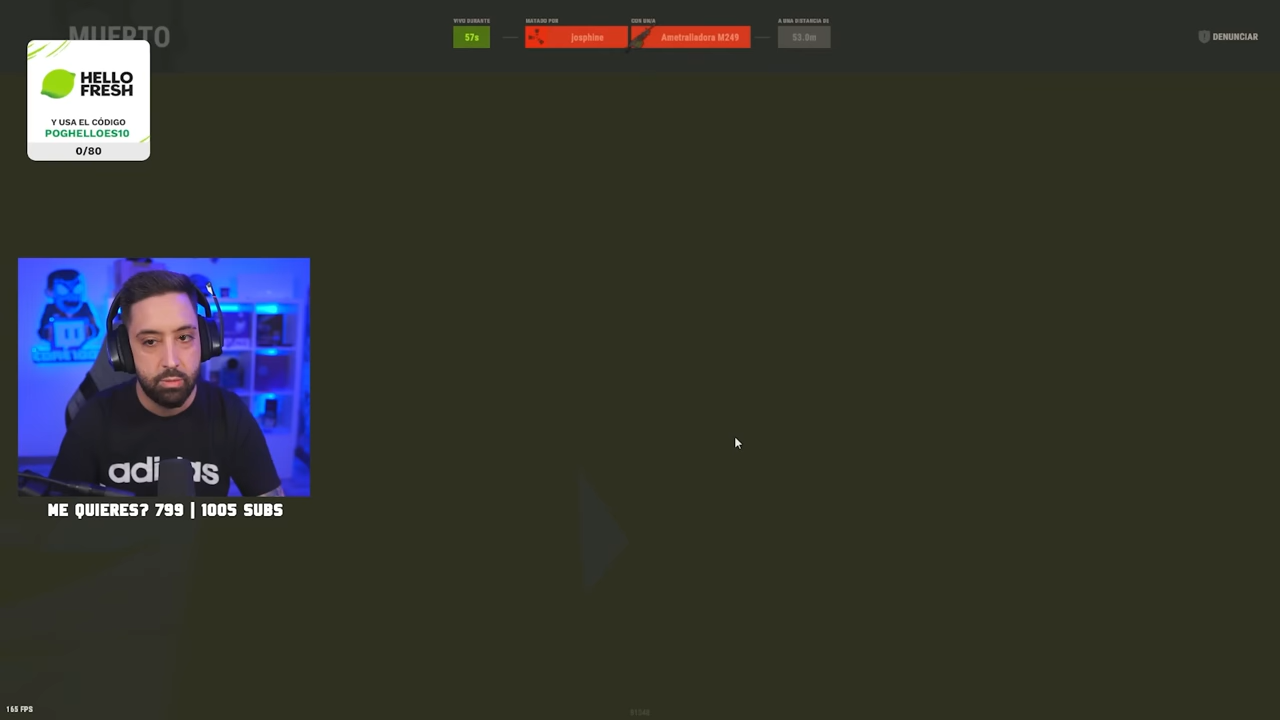 MUERTO
VIVO DURANTE
57s
MATADO POR
josphine
CON UN/A
Ametralladora M249
A UNA DISTANCIA DE
53.0m
DENUNCIAR
HELLO
FRESH
Y USA EL CÓDIGO
POGHELLOES10
0/80
adidas
ME QUIERES? 799 | 1005 SUBS
165 FPS